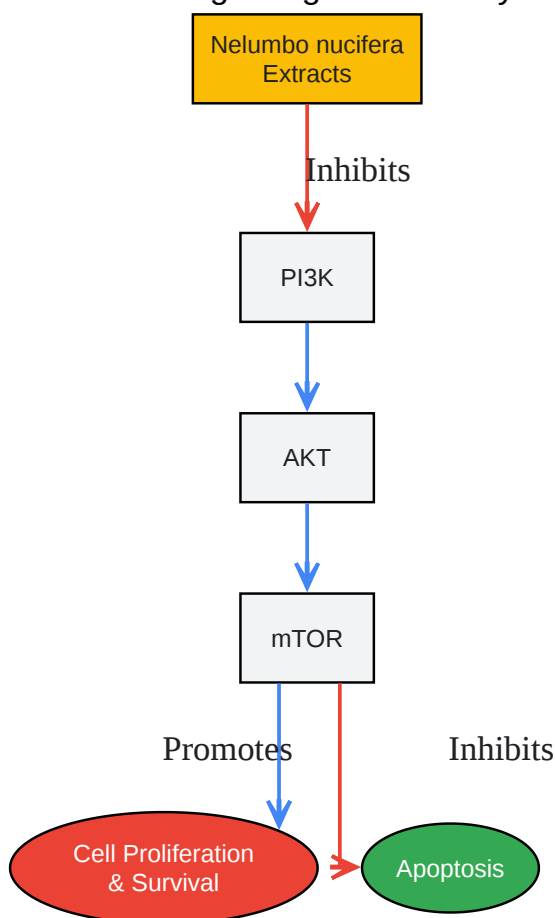 Nelumbo nucifera
Extracts
Inhibits
PI3K
AKT
mTOR
Promotes
Inhibits
Cell Proliferation
& Survival
Apoptosis